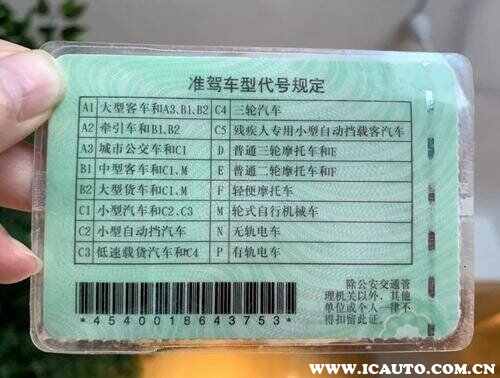 准驾车型代号规定
A1 大型客车和A3.B1.B2 C4 三轮汽车
A2 牵引车和B1.B2 C5 残疾人专用小型自动挡载客汽车
A3 城市公交车和C1 D 普通三轮摩托车和E
B1 中型客车和C1.M E 普通二轮摩托车和F
B2 大型货车和C1.M F 轻便摩托车
C1 小型汽车和C2.C3 M 轮式自行机械车
C2 小型自动挡汽车 N 无轨电车
C3 低速载货汽车和C4 P 有轨电车
除公安交通管
理机关以外，其他
单位或个人一律不
得扣留此证。
*4540018643753*
WWW.ICAUTO.COM.CN